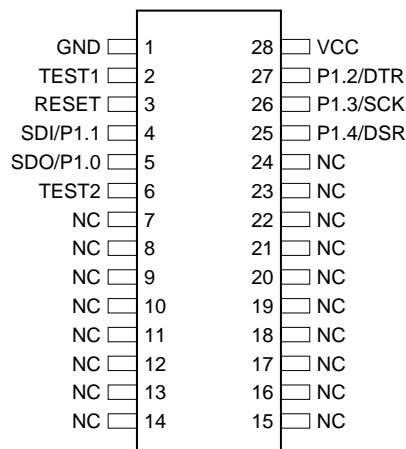 GND 1 28 VCC
TEST1 2 27 P1.2/DTR
RESET 3 26 P1.3/SCK
SDI/P1.1 4 25 P1.4/DSR
SDO/P1.0 5 24 NC
TEST2 6 23 NC
NC 7 22 NC
NC 8 21 NC
NC 9 20 NC
NC 10 19 NC
NC 11 18 NC
NC 12 17 NC
NC 13 16 NC
NC 14 15 NC